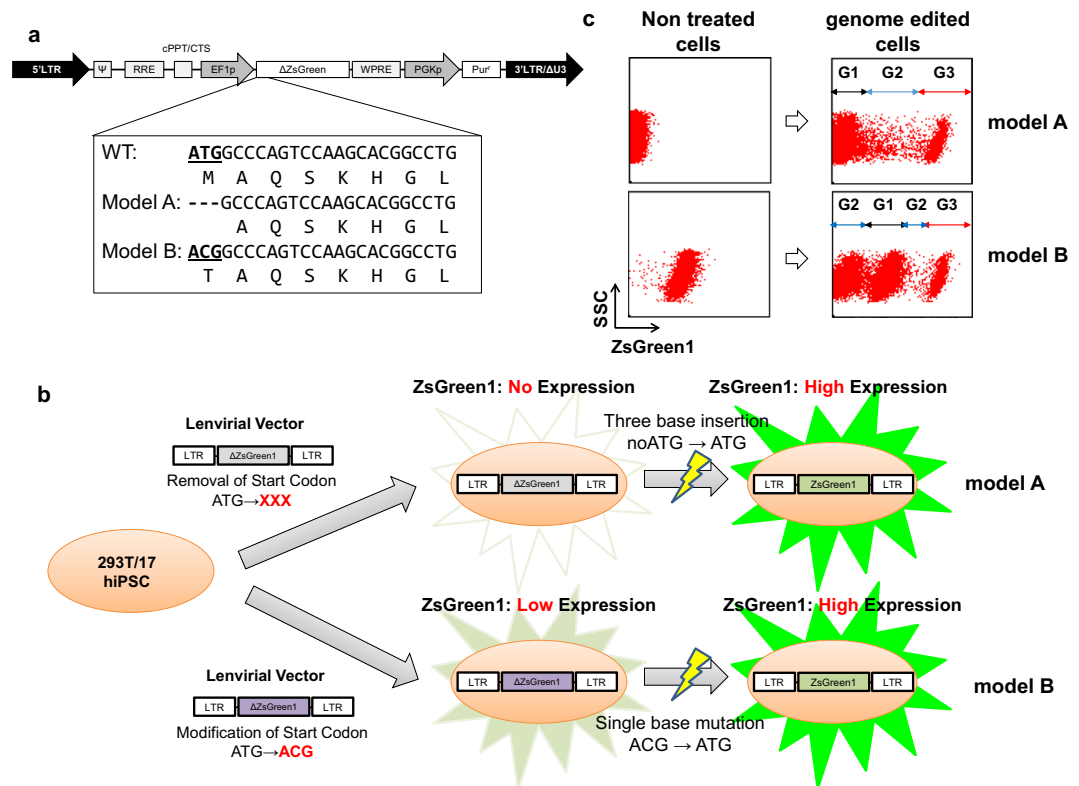 a
cPPT/CTS
5'LTR Ψ RRE EF1p ΔZsGreen WPRE PGKp Purʳ 3'LTR/ΔU3
WT: ATGGCCCAGTCCAAGCACGGCCTG
M A Q S K H G L
Model A: ---GCCCAGTCCAAGCACGGCCTG
A Q S K H G L
Model B: ACGGCCCAGTCCAAGCACGGCCTG
T A Q S K H G L
c
Non treated cells
genome edited cells
G1 G2 G3
model A
G2 G1 G2 G3
model B
SSC
ZsGreen1
b
Lenvirial Vector
LTR ΔZsGreen1 LTR
Removal of Start Codon
ATG→XXX
293T/17
hiPSC
Lenvirial Vector
LTR ΔZsGreen1 LTR
Modification of Start Codon
ATG→ACG
ZsGreen1: No Expression
LTR ΔZsGreen1 LTR
Three base insertion
noATG → ATG
ZsGreen1: High Expression
LTR ZsGreen1 LTR
model A
ZsGreen1: Low Expression
LTR ΔZsGreen1 LTR
Single base mutation
ACG → ATG
ZsGreen1: High Expression
LTR ZsGreen1 LTR
model B